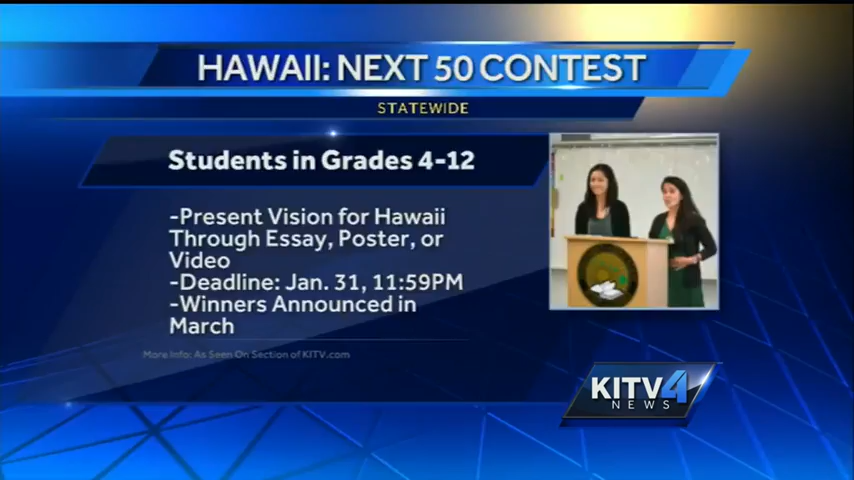 HAWAII: NEXT 50 CONTEST
STATEWIDE
Students in Grades 4-12
-Present Vision for Hawaii
Through Essay, Poster, or
Video
-Deadline: Jan. 31, 11:59PM
-Winners Announced in
March
More Info: As Seen On Section of KITV.com
KITV4
NEWS